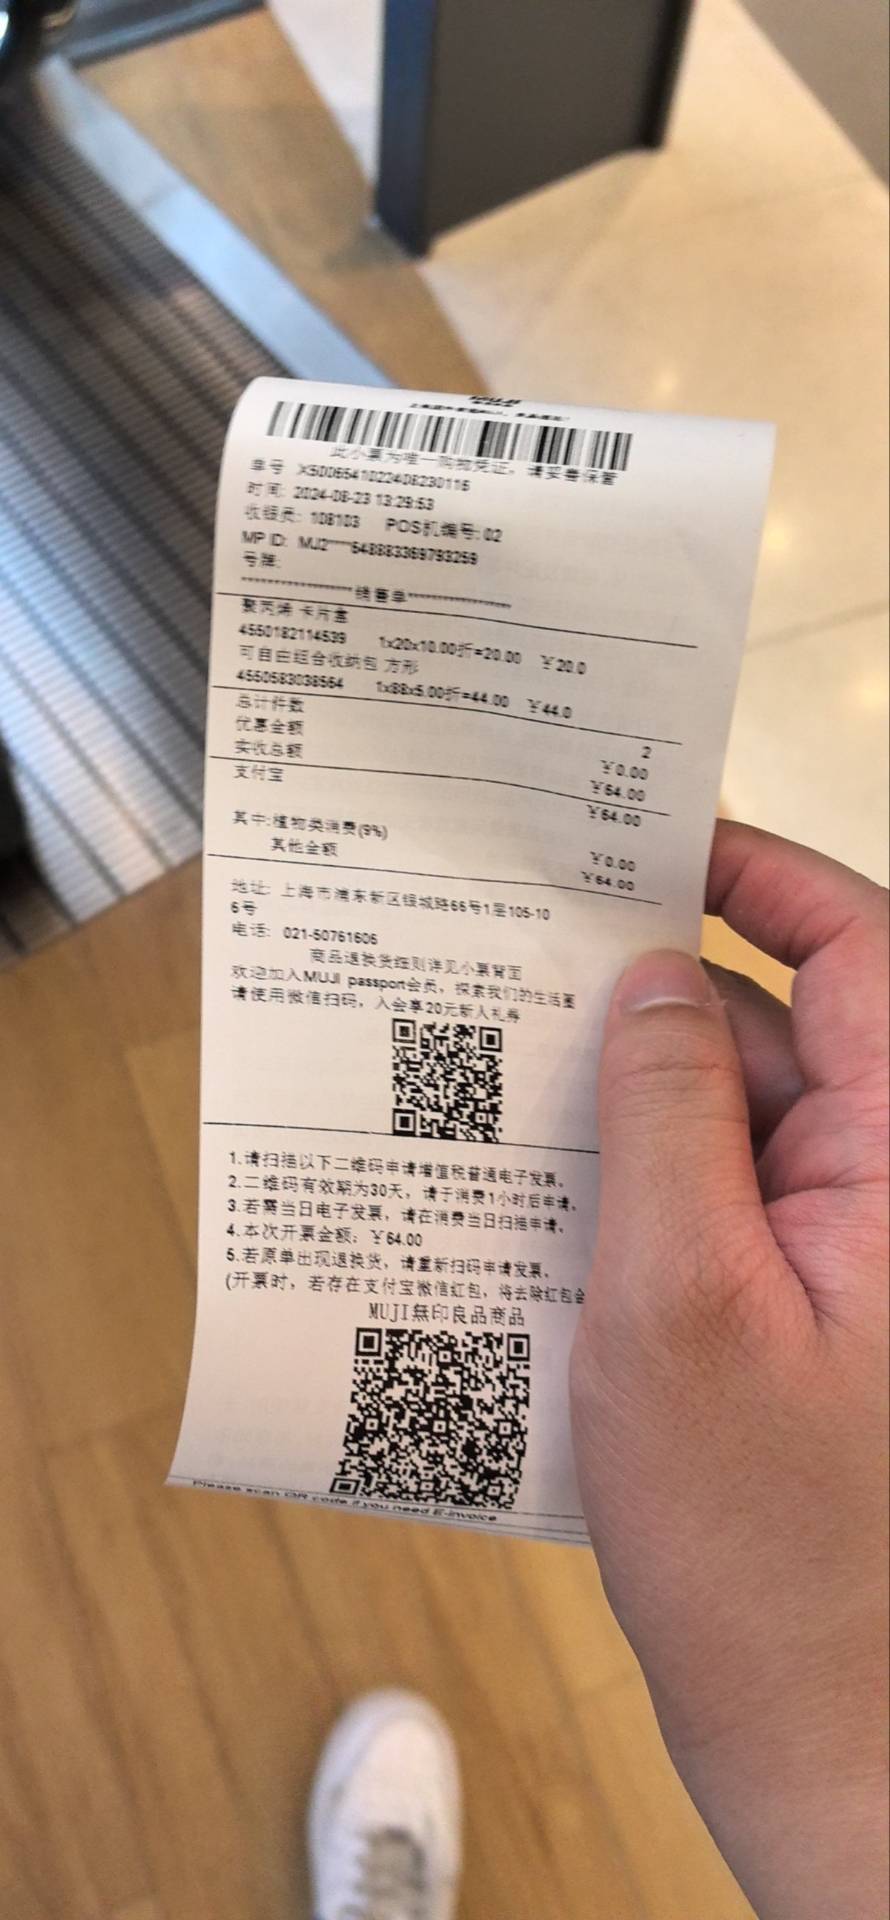 MUJI
此小票为唯一购物凭证，请妥善保管
单号 XS006541022408230116
时间: 2024-08-23 13:29:53
收银员: 108103 POS机编号: 02
MP ID: MJ2****648883369793259
号牌:
******************销售单*****************
聚丙烯 卡片盒
4550182114539 1x20x10.00折=20.00 ￥20.0
可自由组合收纳包 方形
4550583038564 1x88x5.00折=44.00 ￥44.0
总计件数 2
优惠金额 ￥0.00
实收总额 ￥64.00
支付宝 ￥64.00
其中:植物类消费(9%) ￥0.00
其他金额 ￥64.00
地址: 上海市浦东新区银城路66号1层105-10
6号
电话: 021-50761606
商品退换货细则详见小票背面
欢迎加入MUJI passport会员，探索我们的生活圈
请使用微信扫码，入会享20元新人礼券
1.请扫描以下二维码申请增值税普通电子发票。
2.二维码有效期为30天，请于消费1小时后申请。
3.若需当日电子发票，请在消费当日扫描申请。
4.本次开票金额：￥64.00
5.若原单出现退换货，请重新扫码申请发票。
(开票时，若存在支付宝微信红包，将去除红包金
MUJI無印良品商品
Please scan QR code if you need E-invoice